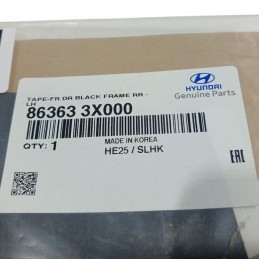 HYUNDAI
Genuine Parts
TAPE-FR DR BLACK FRAME RR -
LH
86363 3X000
MADE IN KOREA
QTY: 1
HE25 / SLHK
EAC